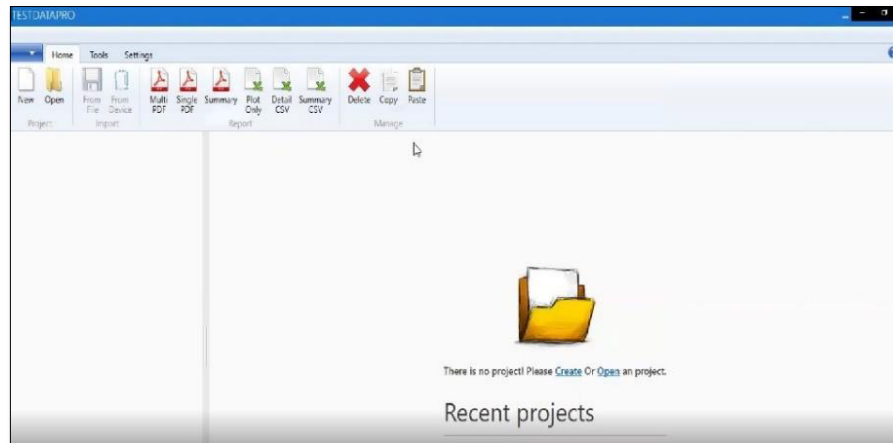 TESTDATAPRO
Home Tools Settings
New Open From File From Device Multi PDF Single PDF Summary Plot Only Detail CSV Summary CSV Delete Copy Paste
Project Import Report Manage
There is no project! Please Create Or Open an project.
Recent projects